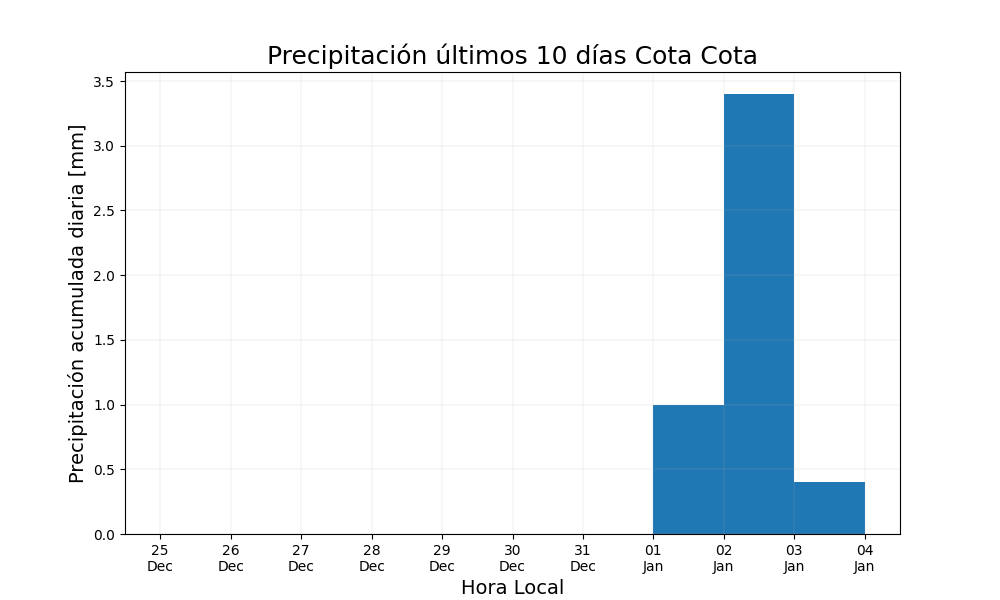 Precipitación últimos 10 días Cota Cota
Precipitación acumulada diaria [mm]
3.5
3.0
2.5
2.0
1.5
1.0
0.5
0.0
25 26 27 28 29 30 31 01 02 03 04
Dec Dec Dec Dec Dec Dec Dec Jan Jan Jan Jan
Hora Local